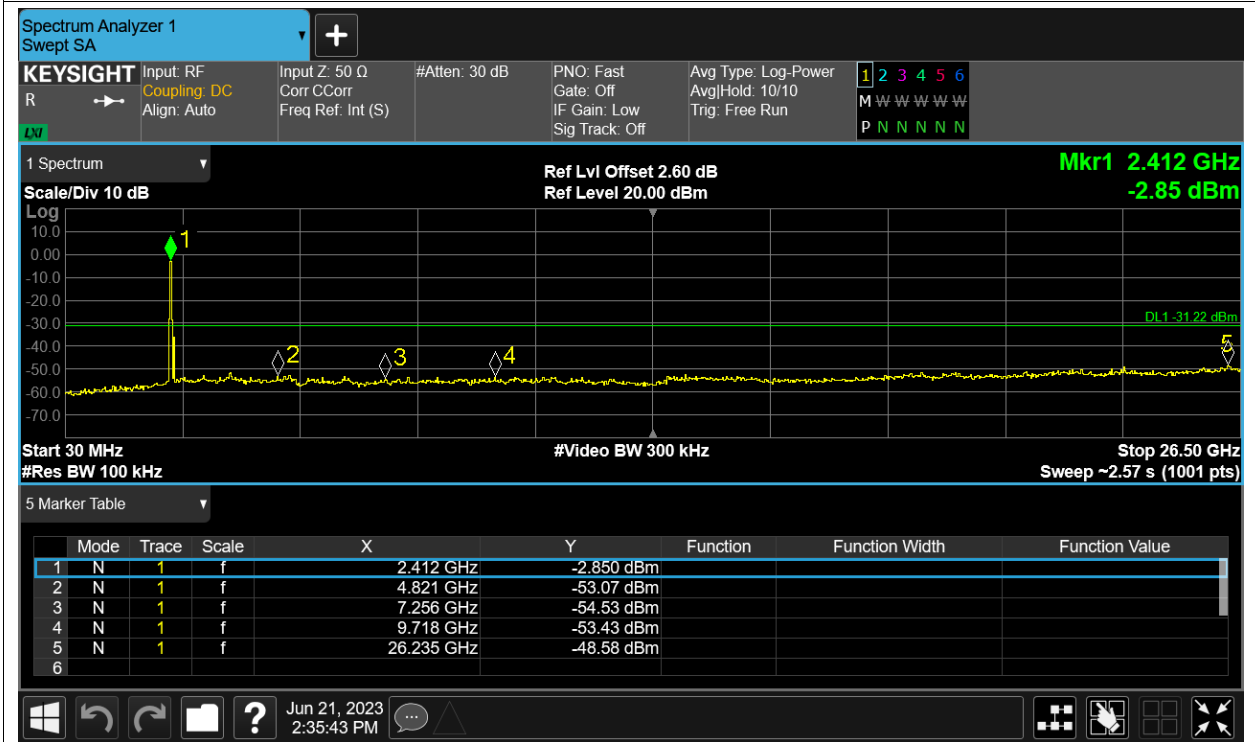 Spectrum Analyzer 1
Swept SA
+
KEYSIGHT
R
LXI
Input: RF
Coupling: DC
Align: Auto
Input Z: 50 Ω
Corr CCorr
Freq Ref: Int (S)
#Atten: 30 dB
PNO: Fast
Gate: Off
IF Gain: Low
Sig Track: Off
Avg Type: Log-Power
Avg|Hold: 10/10
Trig: Free Run
1 2 3 4 5 6
M W W W W W
P N N N N N
1 Spectrum
Scale/Div 10 dB
Ref Lvl Offset 2.60 dB
Ref Level 20.00 dBm
Mkr1 2.412 GHz
-2.85 dBm
Log
10.0
0.00
-10.0
-20.0
-30.0
-40.0
-50.0
-60.0
-70.0
1
2
3
4
5
DL1 -31.22 dBm
Start 30 MHz
#Res BW 100 kHz
#Video BW 300 kHz
Stop 26.50 GHz
Sweep ~2.57 s (1001 pts)
5 Marker Table
Mode Trace Scale X Y Function Function Width Function Value
1 N 1 f 2.412 GHz -2.850 dBm
2 N 1 f 4.821 GHz -53.07 dBm
3 N 1 f 7.256 GHz -54.53 dBm
4 N 1 f 9.718 GHz -53.43 dBm
5 N 1 f 26.235 GHz -48.58 dBm
6
?
Jun 21, 2023
2:35:43 PM